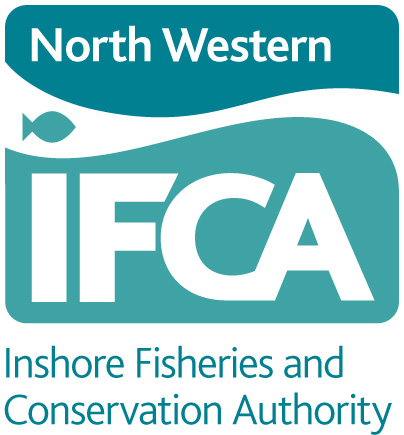 North Western
IFCA
Inshore Fisheries and
Conservation Authority